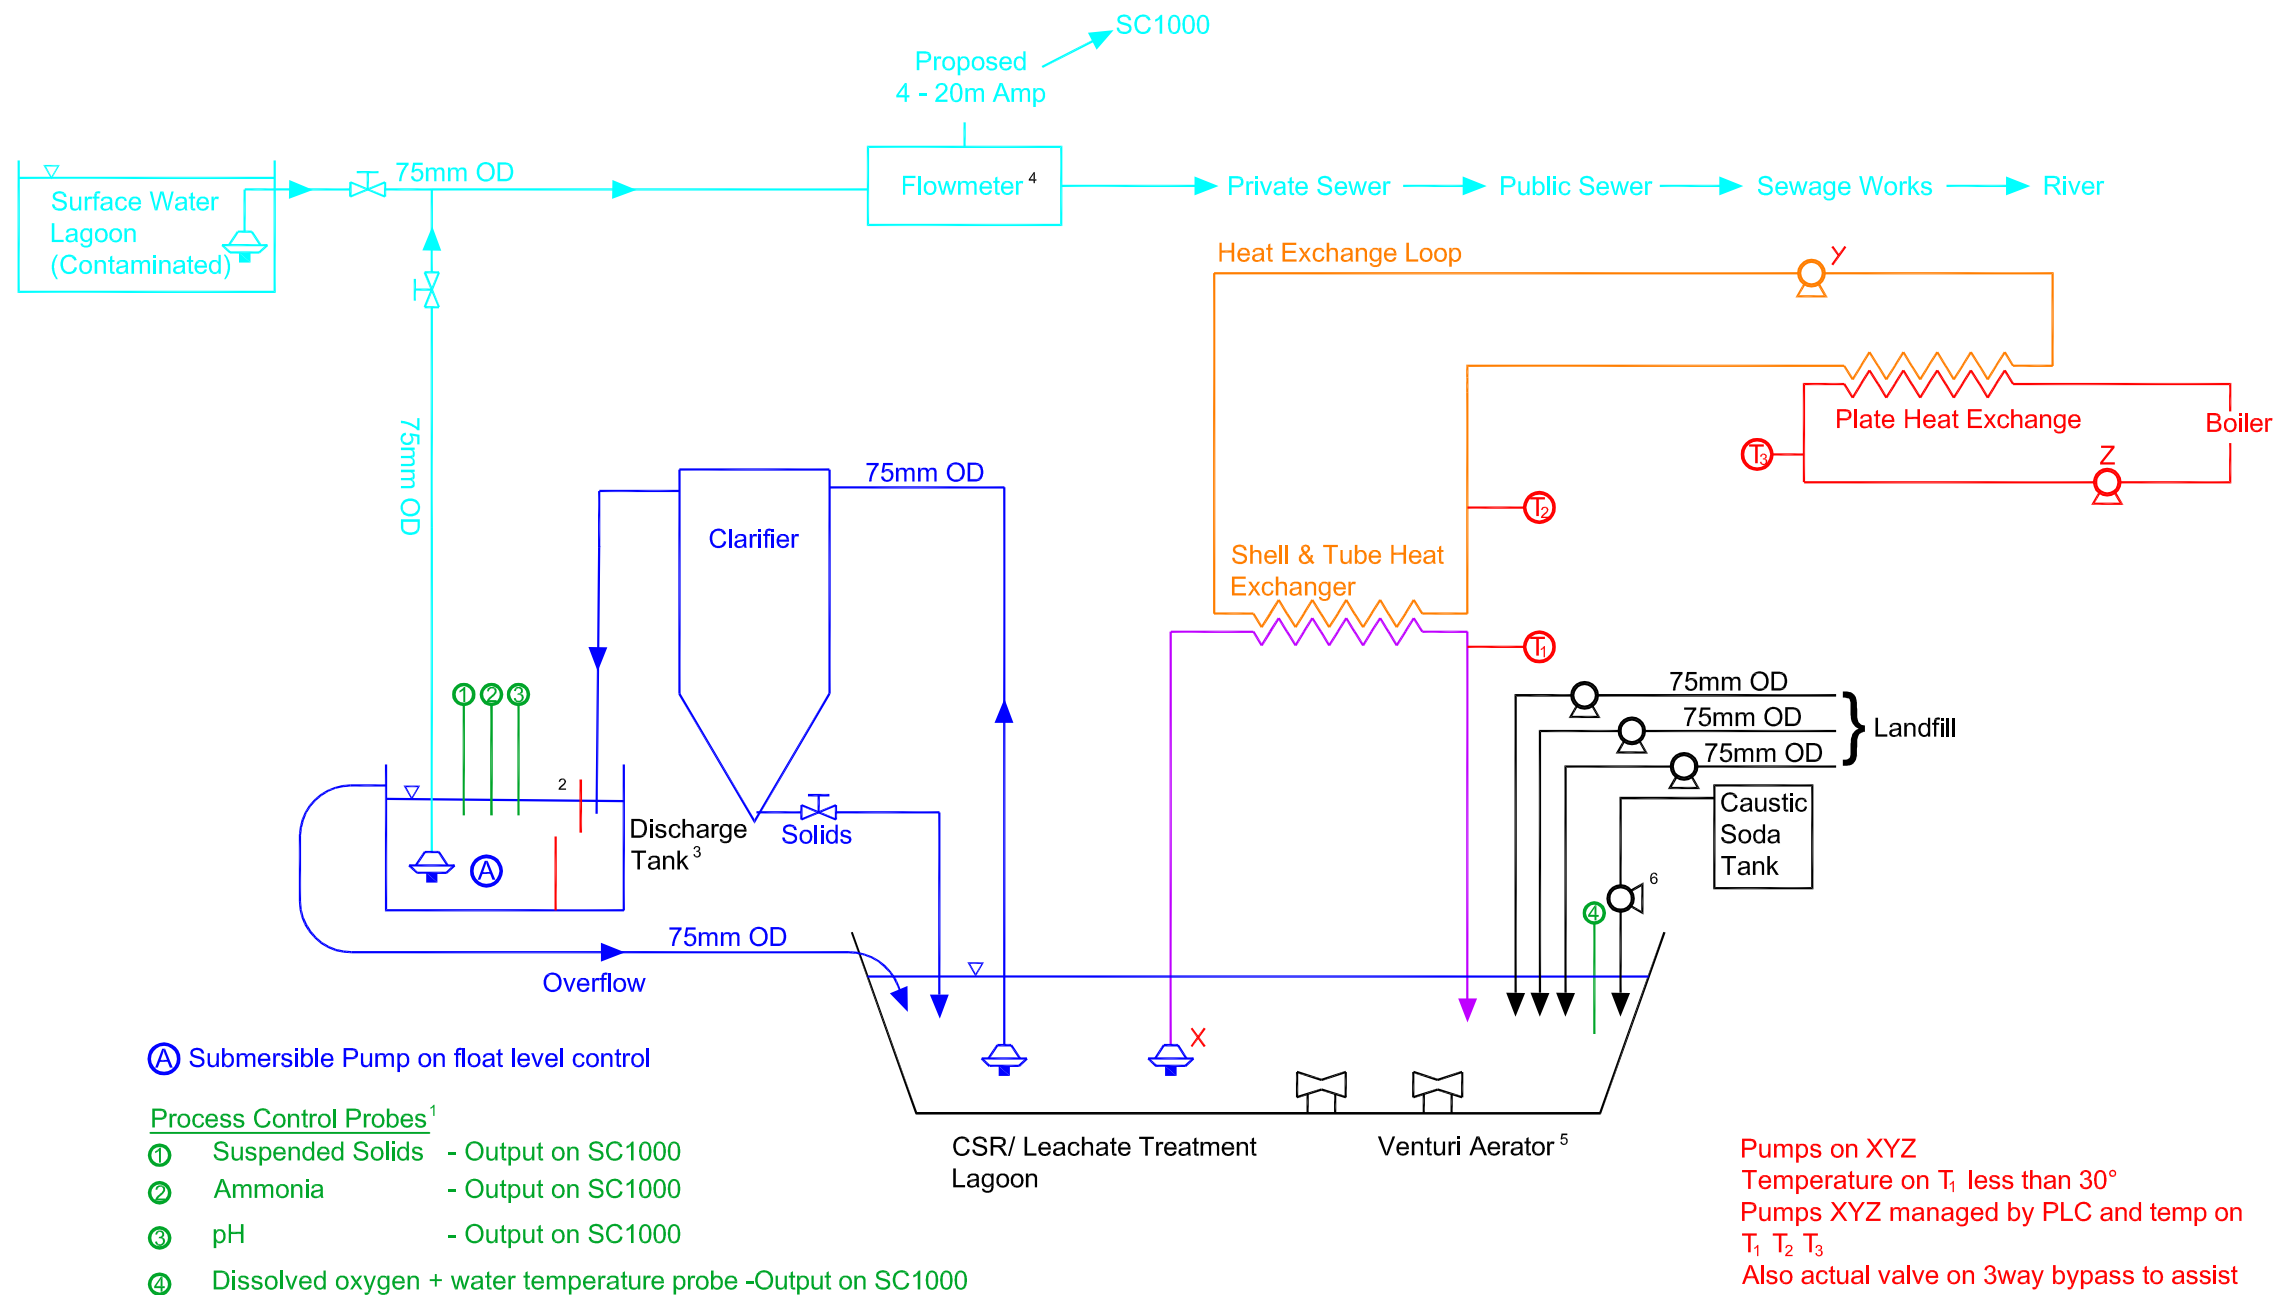 SC1000
Proposed
4 - 20m Amp
75mm OD
Surface Water
Lagoon
(Contaminated)
Flowmeter 4
Private Sewer
Public Sewer
Sewage Works
River
Heat Exchange Loop
Y
Plate Heat Exchange
Boiler
T3
Z
75mm OD
75mm OD
Clarifier
T2
Shell & Tube Heat
Exchanger
T1
1 2 3
75mm OD
75mm OD
75mm OD
Landfill
2
Discharge
Tank 3
Solids
Caustic
Soda
Tank
A
6
4
75mm OD
Overflow
X
A Submersible Pump on float level control
Process Control Probes 1
1 Suspended Solids - Output on SC1000
2 Ammonia - Output on SC1000
3 pH - Output on SC1000
4 Dissolved oxygen + water temperature probe -Output on SC1000
CSR/ Leachate Treatment
Lagoon
Venturi Aerator 5
Pumps on XYZ
Temperature on T1 less than 30°
Pumps XYZ managed by PLC and temp on
T1 T2 T3
Also actual valve on 3way bypass to assist